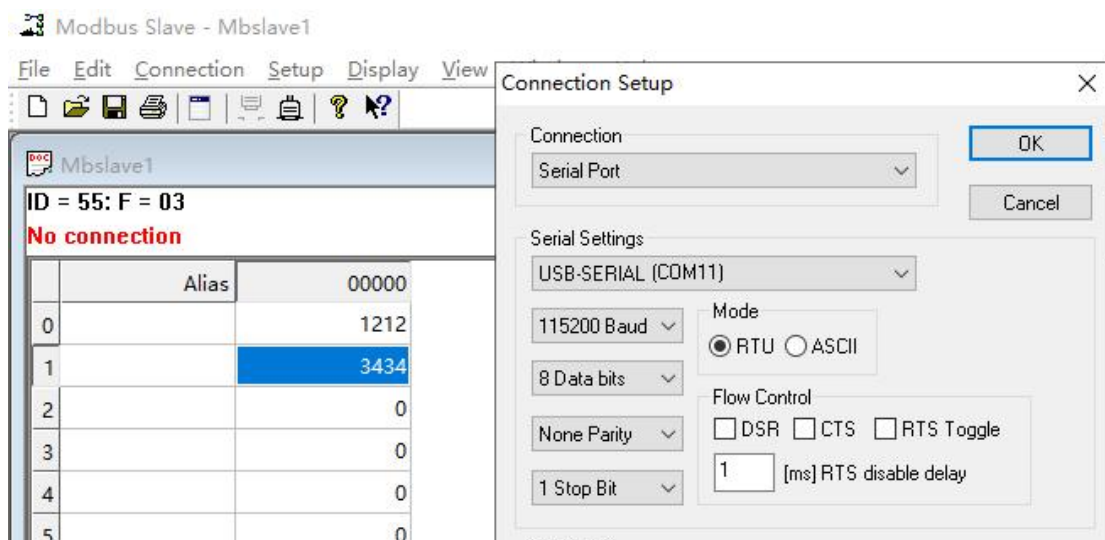 Modbus Slave - Mbslave1
File Edit Connection Setup Display View
Mbslave1
ID = 55: F = 03
No connection
Alias 00000
0 1212
1 3434
2 0
3 0
4 0
5 0
Connection Setup
Connection
Serial Port
OK
Cancel
Serial Settings
USB-SERIAL (COM11)
115200 Baud
8 Data bits
None Parity
1 Stop Bit
Mode
RTU ASCII
Flow Control
DSR CTS RTS Toggle
1 [ms] RTS disable delay